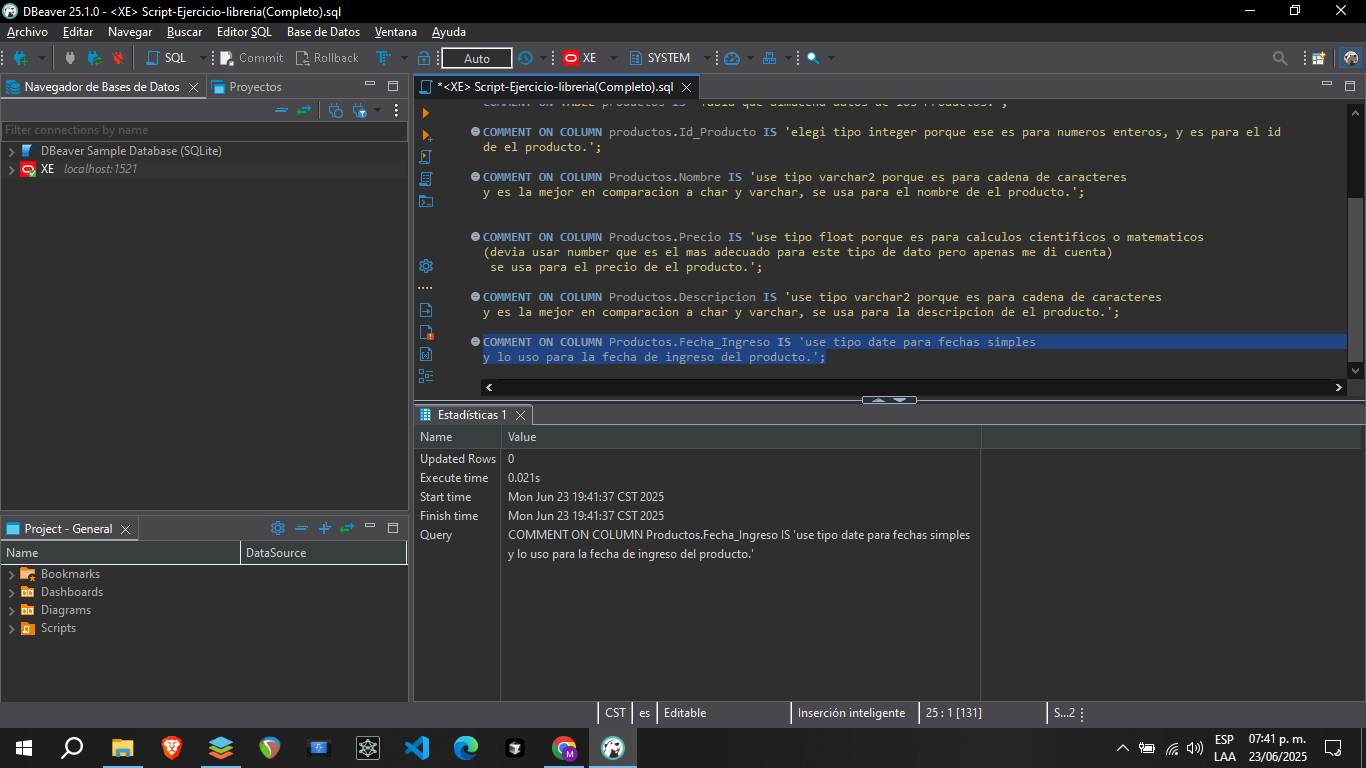 DBeaver 25.1.0 - <XE> Script-Ejercicio-libreria(Completo).sql
Archivo Editar Navegar Buscar Editor SQL Base de Datos Ventana Ayuda
SQL Commit Rollback Auto XE SYSTEM
Navegador de Bases de Datos Proyectos
Filter connections by name
DBeaver Sample Database (SQLite)
XE localhost:1521
*<XE> Script-Ejercicio-libreria(Completo).sql
COMMENT ON TABLE productos IS 'Tabla que almacena datos de los Productos.';
COMMENT ON COLUMN productos.Id_Producto IS 'elegi tipo integer porque ese es para numeros enteros, y es para el id
de el producto.';
COMMENT ON COLUMN Productos.Nombre IS 'use tipo varchar2 porque es para cadena de caracteres
y es la mejor en comparacion a char y varchar, se usa para el nombre de el producto.';
COMMENT ON COLUMN Productos.Precio IS 'use tipo float porque es para calculos cientificos o matematicos
(devia usar number que es el mas adecuado para este tipo de dato pero apenas me di cuenta)
se usa para el precio de el producto.';
COMMENT ON COLUMN Productos.Descripcion IS 'use tipo varchar2 porque es para cadena de caracteres
y es la mejor en comparacion a char y varchar, se usa para la descripcion de el producto.';
COMMENT ON COLUMN Productos.Fecha_Ingreso IS 'use tipo date para fechas simples
y lo uso para la fecha de ingreso del producto.';
Estadísticas 1
Name Value
Updated Rows 0
Execute time 0.021s
Start time Mon Jun 23 19:41:37 CST 2025
Finish time Mon Jun 23 19:41:37 CST 2025
Query COMMENT ON COLUMN Productos.Fecha_Ingreso IS 'use tipo date para fechas simples
y lo uso para la fecha de ingreso del producto.'
Project - General
Name DataSource
Bookmarks
Dashboards
Diagrams
Scripts
CST es Editable Inserción inteligente 25 : 1 [131] S...2
ESP
LAA
07:41 p. m.
23/06/2025